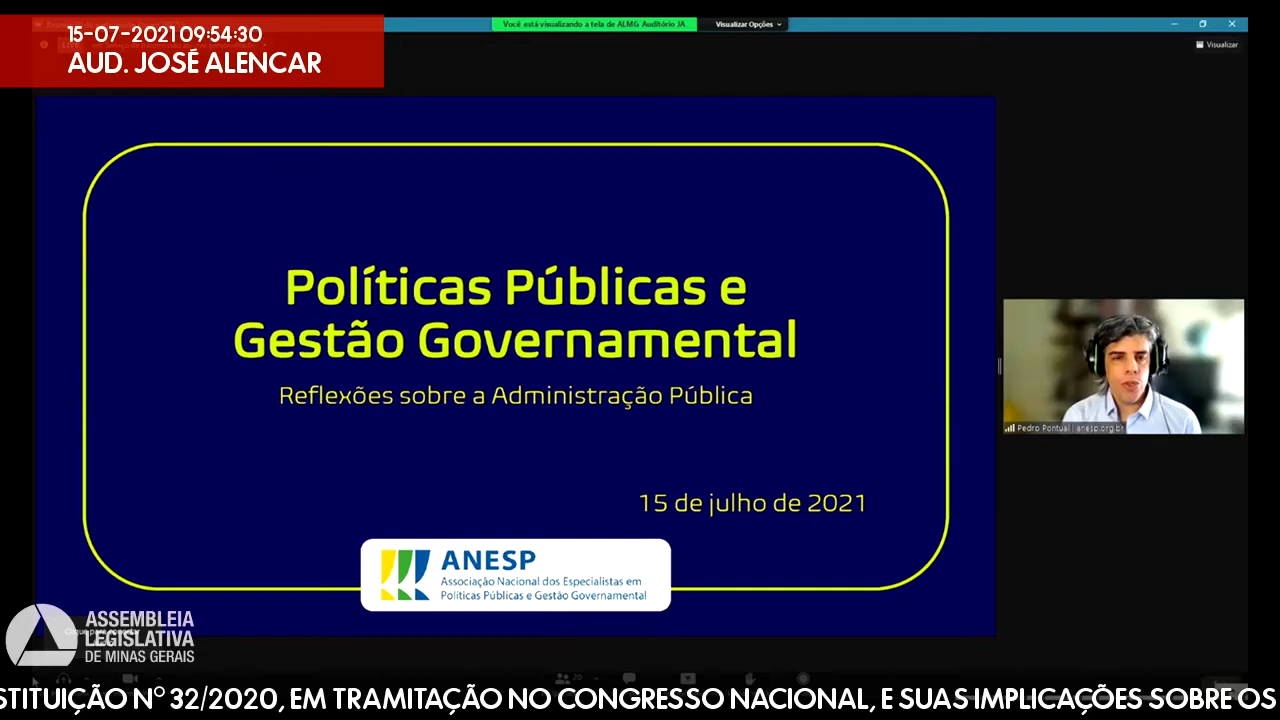 15-07-2021 09:54:30
AUD. JOSÉ ALENCAR
Você está visualizando a tela de ALMG Auditório JA
Visualizar Opções
Visualizar
Políticas Públicas e
Gestão Governamental
Reflexões sobre a Administração Pública
15 de julho de 2021
ANESP
Associação Nacional dos Especialistas em
Políticas Públicas e Gestão Governamental
Pedro Pontual | anesp.org.br
ASSEMBLEIA
LEGISLATIVA
DE MINAS GERAIS
STITUIÇÃO Nº 32/2020, EM TRAMITAÇÃO NO CONGRESSO NACIONAL, E SUAS IMPLICAÇÕES SOBRE OS